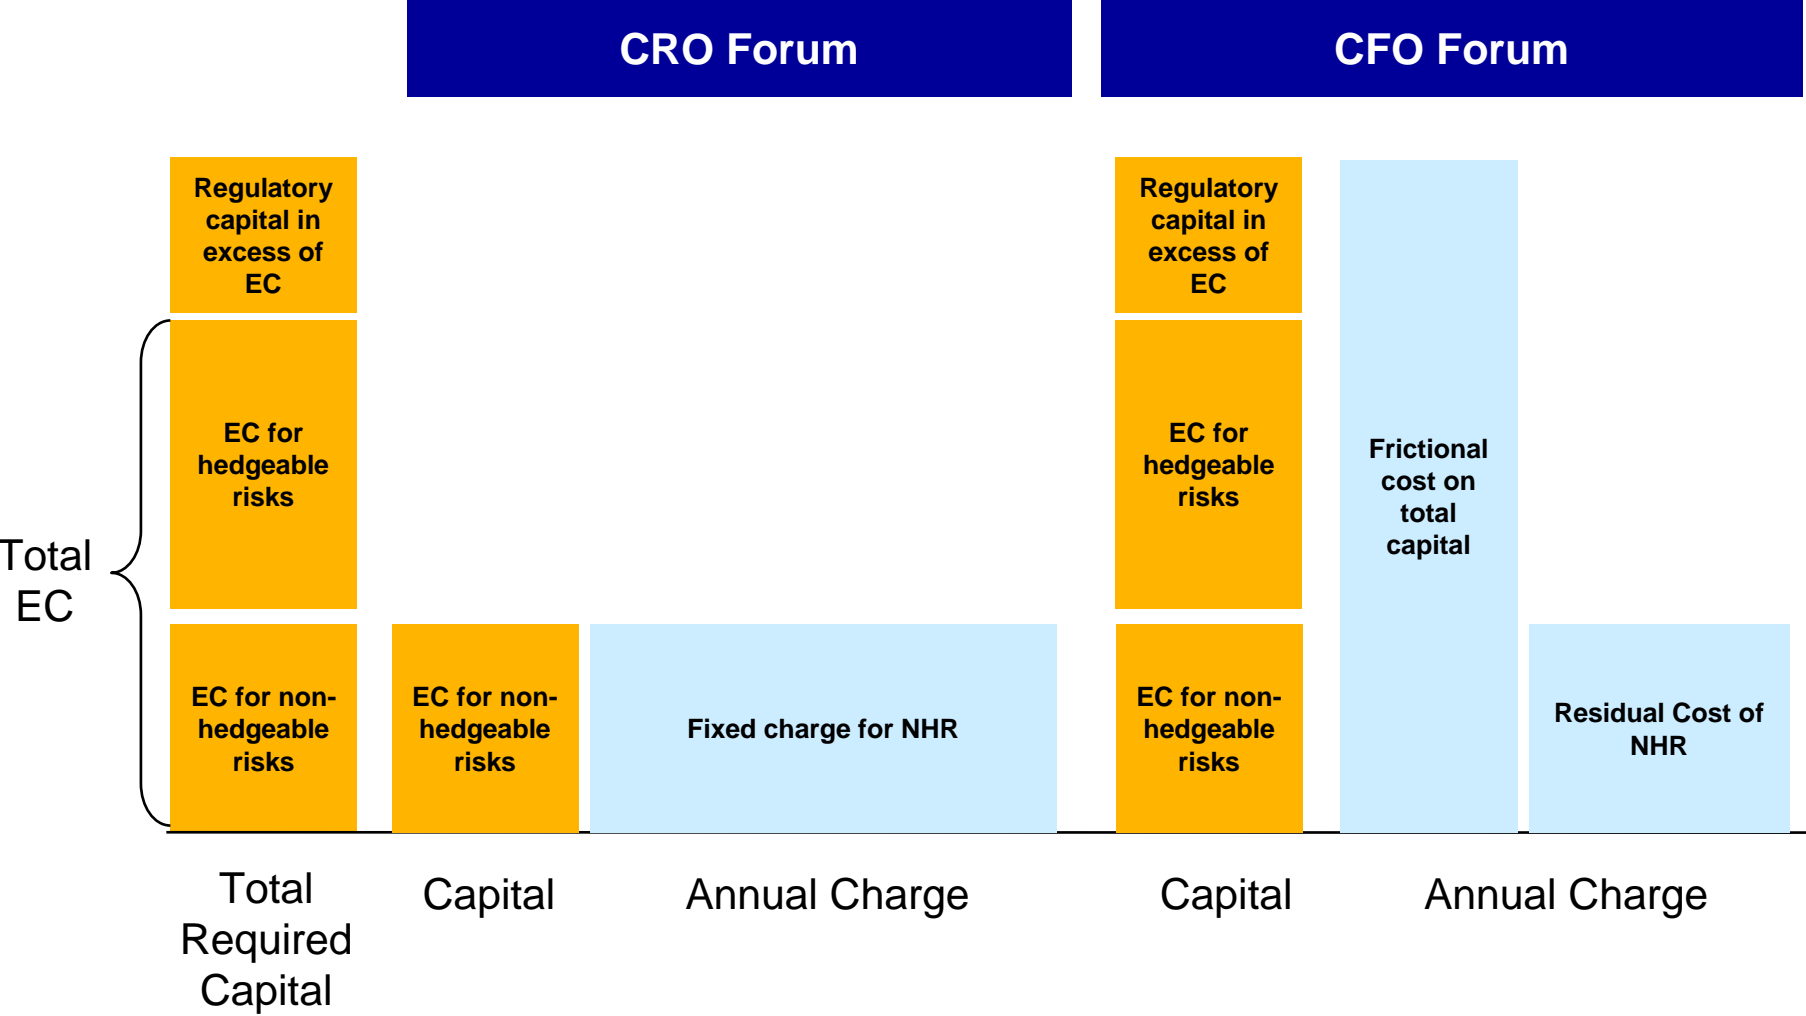 CRO Forum
CFO Forum
Regulatory
capital in
excess of
EC
EC for
hedgeable
risks
EC for non-
hedgeable
risks
Total
EC
EC for non-
hedgeable
risks
Fixed charge for NHR
Regulatory
capital in
excess of
EC
EC for
hedgeable
risks
EC for non-
hedgeable
risks
Frictional
cost on
total
capital
Residual Cost of
NHR
Total
Required
Capital
Capital
Annual Charge
Capital
Annual Charge